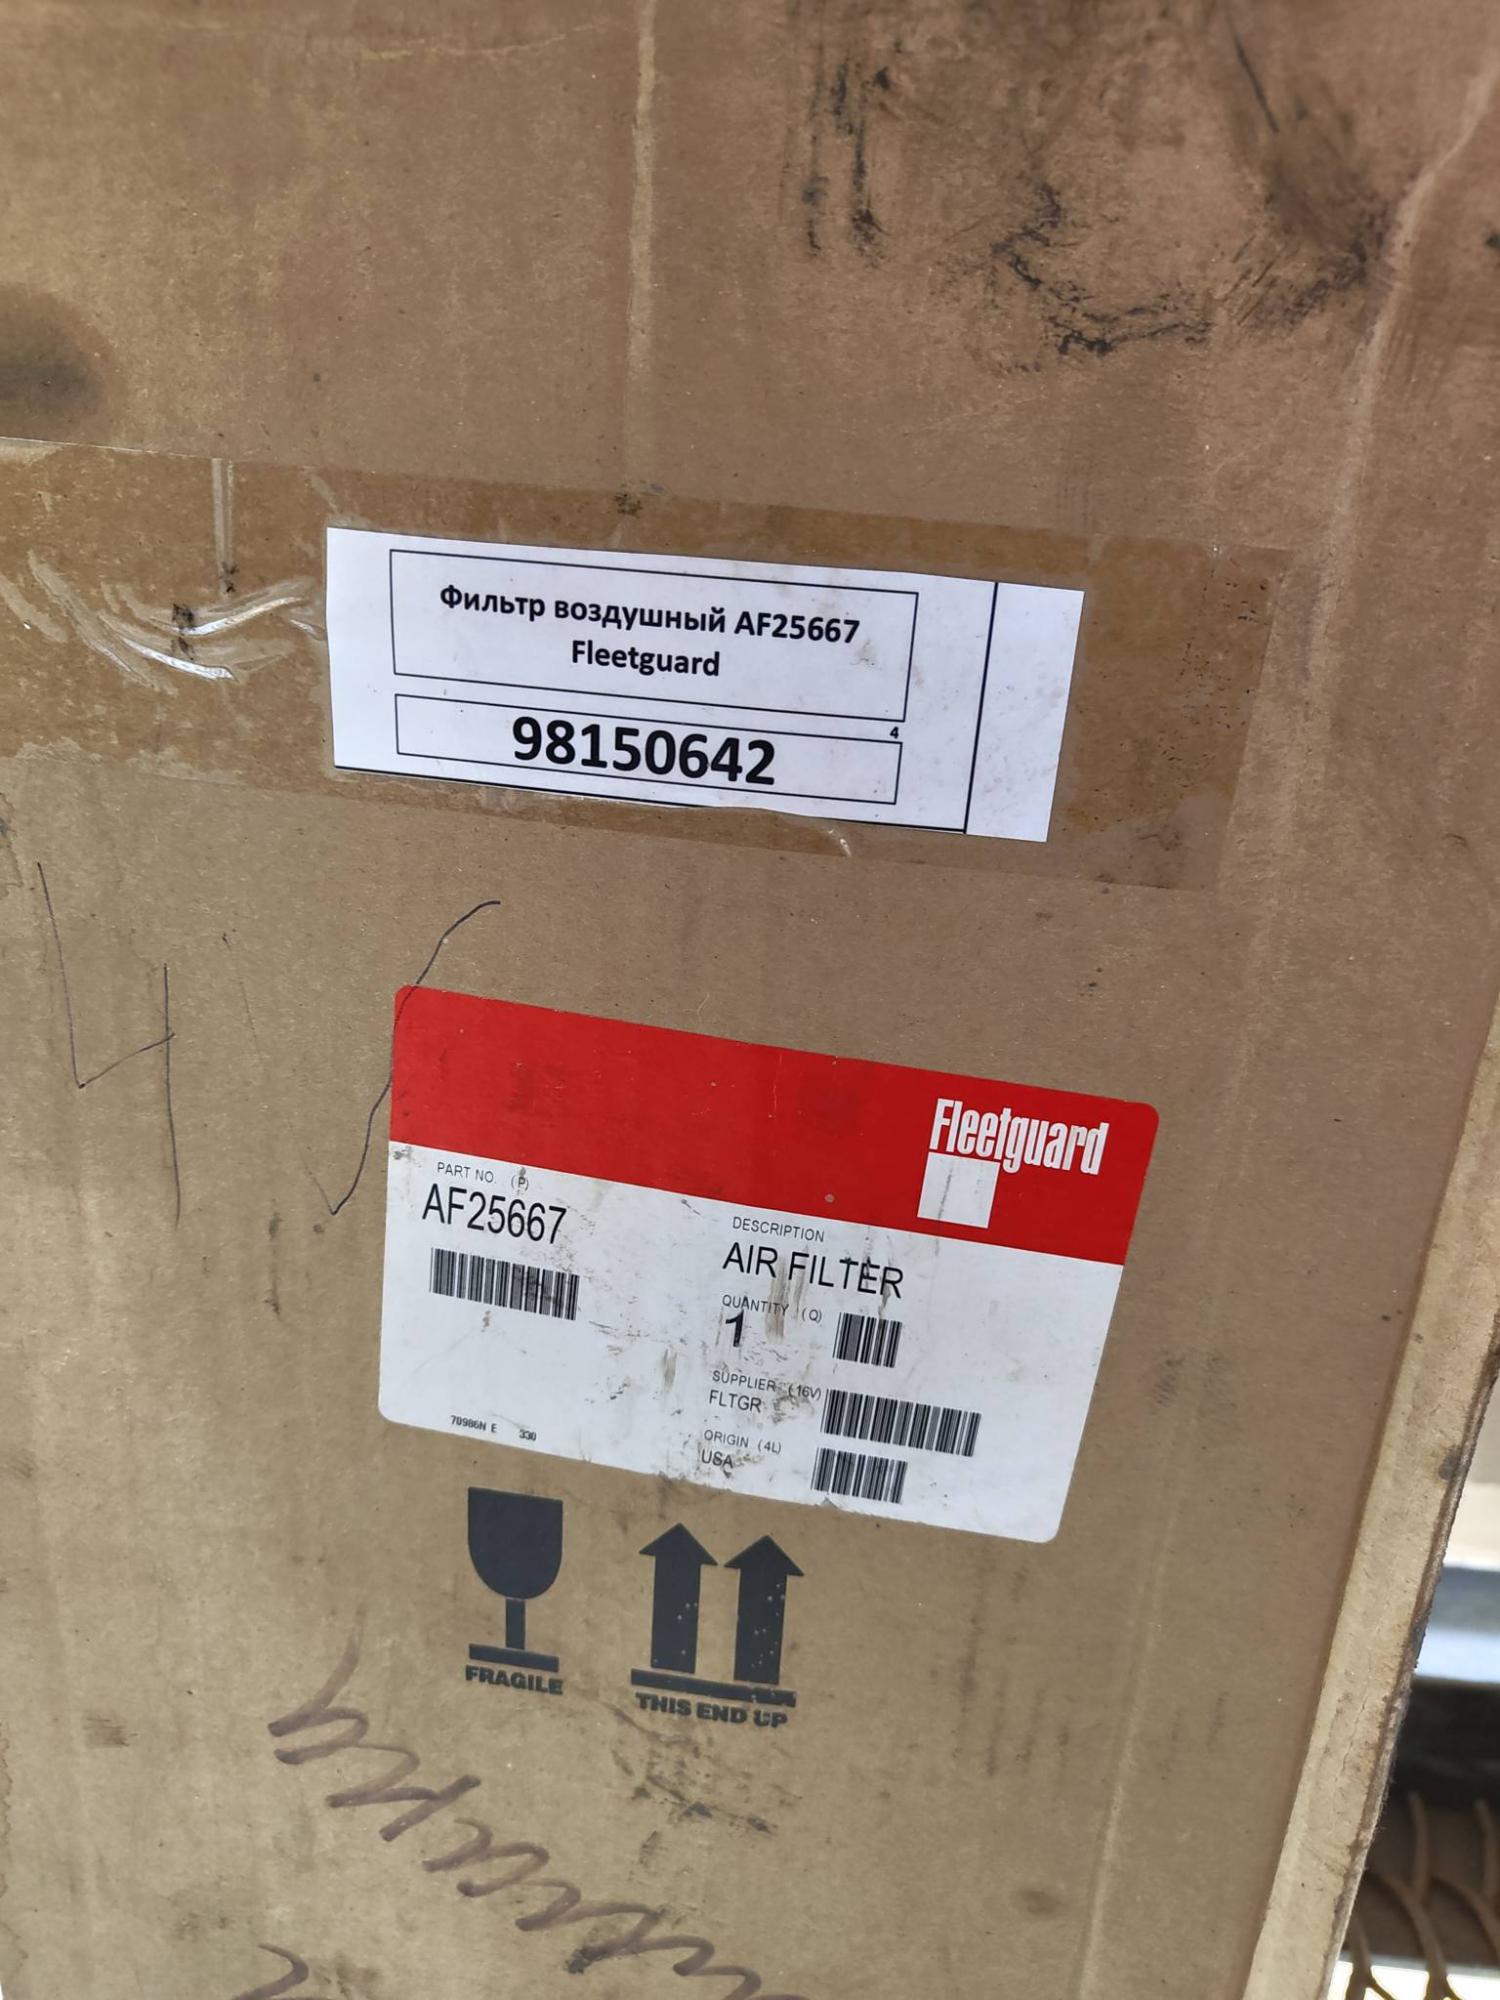 Фильтр воздушный AF25667
Fleetguard
4
98150642
Fleetguard
PART NO. (P)
AF25667
DESCRIPTION
AIR FILTER
QUANTITY (Q)
1
SUPPLIER (16V)
FLTGR
ORIGIN (4L)
USA
70986N E 330
FRAGILE
THIS END UP